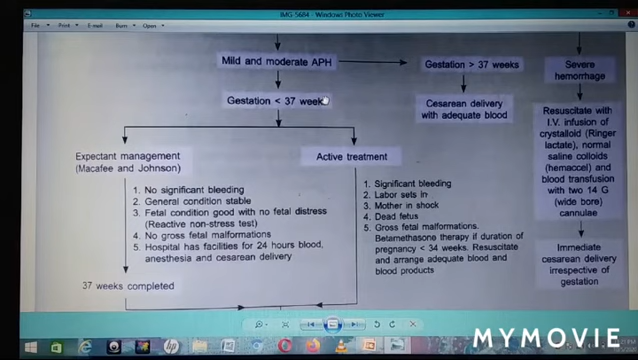 IMG-5684 - Windows Photo Viewer
File Print E-mail Burn Open
Mild and moderate APH
Gestation > 37 weeks
Severe
hemorrhage
Gestation < 37 weeks
Cesarean delivery
with adequate blood
Resuscitate with
I.V. infusion of
crystalloid (Ringer
lactate), normal
saline colloids
(hemaccel) and
blood transfusion
with two 14 G
(wide bore)
cannulae
Expectant management
(Macafee and Johnson)
Active treatment
1. No significant bleeding
2. General condition stable
3. Fetal condition good with no fetal distress
(Reactive non-stress test)
4. No gross fetal malformations
5. Hospital has facilities for 24 hours blood,
anesthesia and cesarean delivery
1. Significant bleeding
2. Labor sets in
3. Mother in shock
4. Dead fetus
5. Gross fetal malformations.
Betamethasone therapy if duration of
pregnancy < 34 weeks. Resuscitate
and arrange adequate blood and
blood products
Immediate
cesarean delivery
irrespective of
gestation
37 weeks completed
MYMOVIE
hp